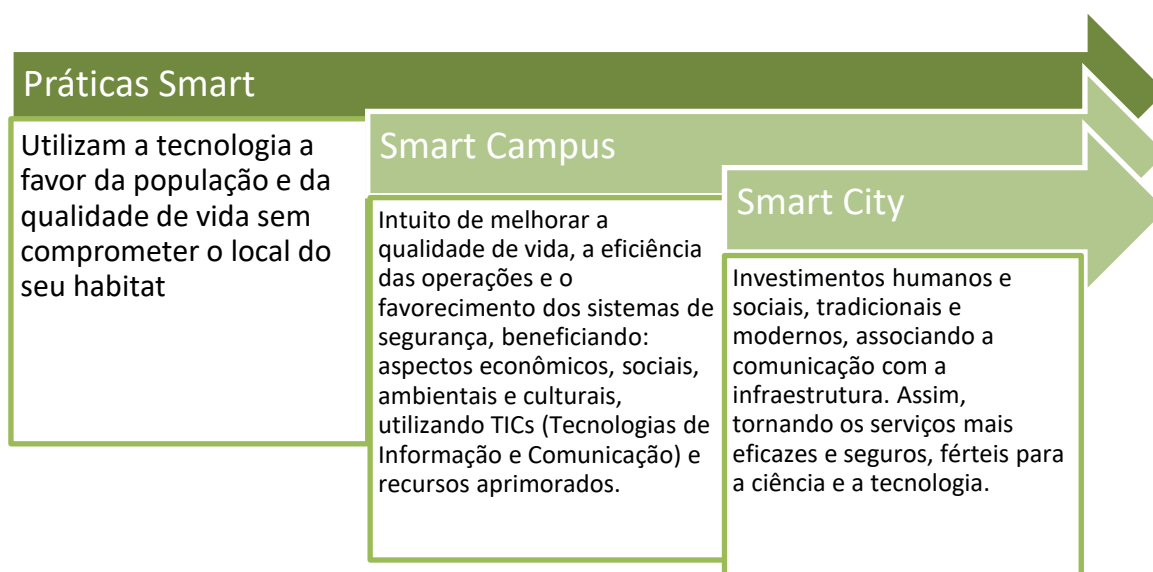 Práticas Smart
Utilizam a tecnologia a
favor da população e da
qualidade de vida sem
comprometer o local do
seu habitat
Smart Campus
Intuito de melhorar a
qualidade de vida, a eficiência
das operações e o
favorecimento dos sistemas de
segurança, beneficiando:
aspectos econômicos, sociais,
ambientais e culturais,
utilizando TICs (Tecnologias de
Informação e Comunicação) e
recursos aprimorados.
Smart City
Investimentos humanos e
sociais, tradicionais e
modernos, associando a
comunicação com a
infraestrutura. Assim,
tornando os serviços mais
eficazes e seguros, férteis para
a ciência e a tecnologia.